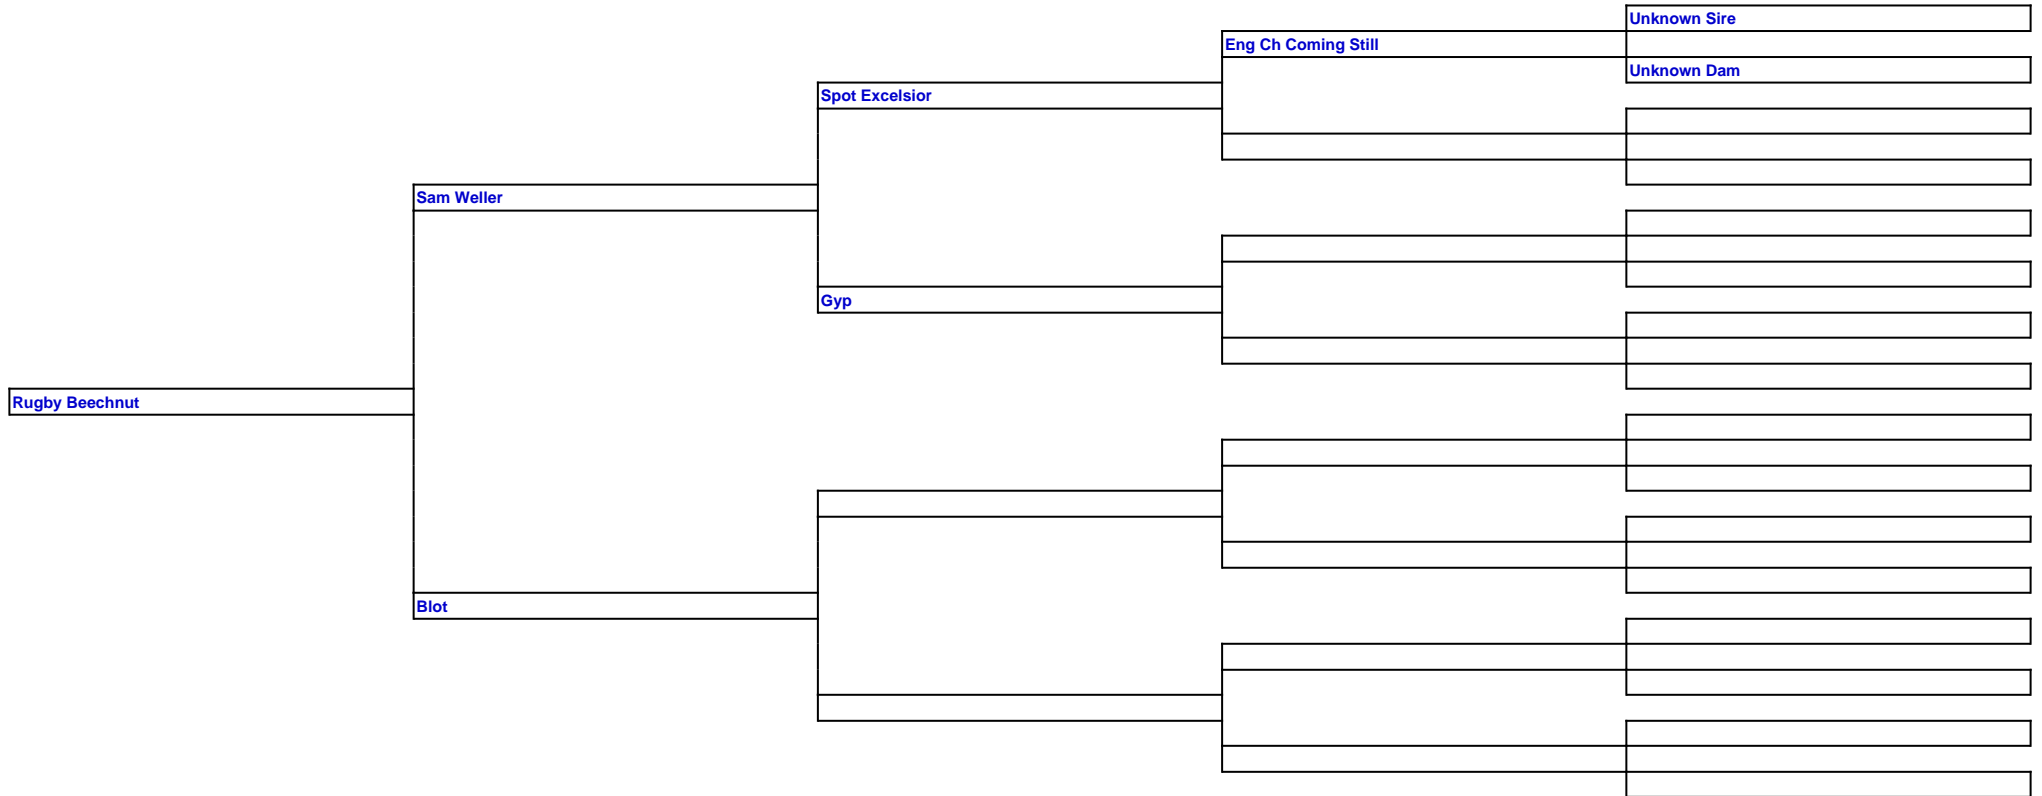 Unknown Sire
Eng Ch Coming Still
Unknown Dam
Spot Excelsior
Sam Weller
Gyp
Rugby Beechnut
Blot